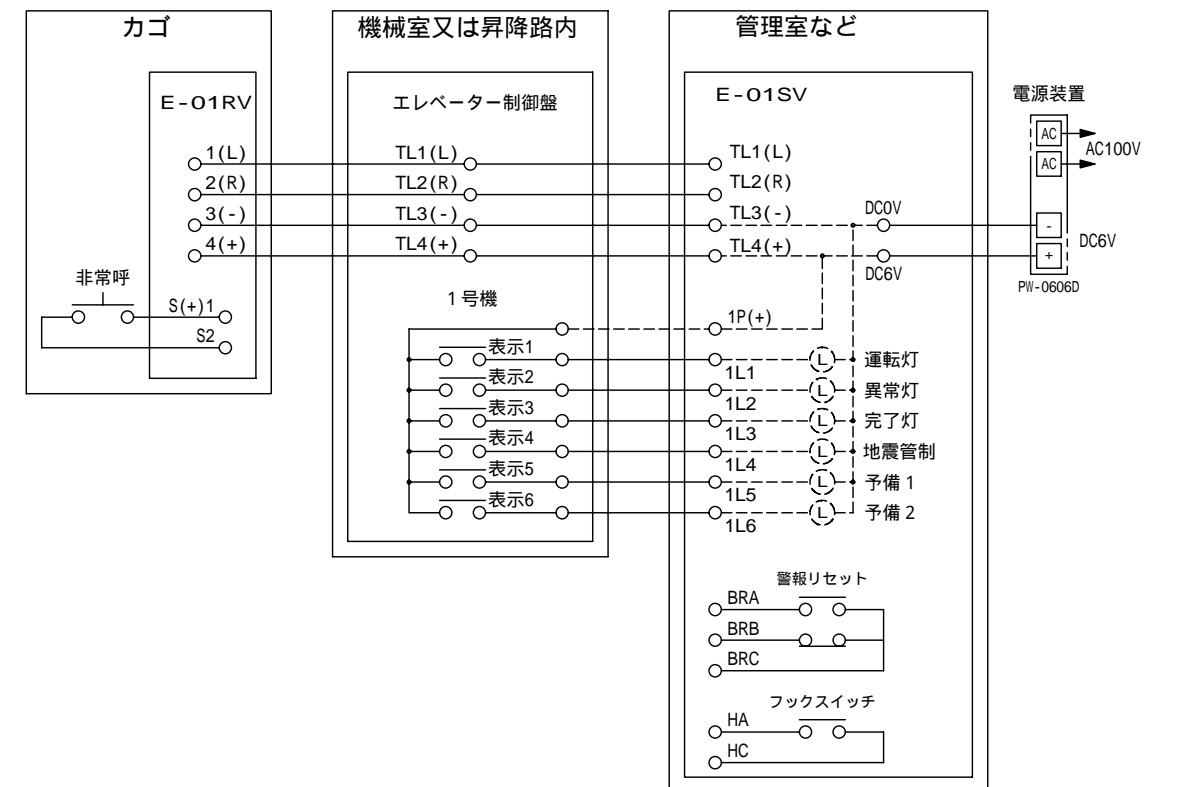 カゴ
機械室又は昇降路内
管理室など
E-01RV
エレベーター制御盤
E-01SV
電源装置
AC
AC
AC100V
1(L)
TL1(L)
TL1(L)
2(R)
TL2(R)
TL2(R)
3(-)
TL3(-)
TL3(-)
DC0V
-
4(+)
TL4(+)
TL4(+)
DC6V
+
DC6V
PW-0606D
非常呼
S(+)1
S2
1号機
1P(+)
表示1
1L1
L
運転灯
表示2
1L2
L
異常灯
表示3
1L3
L
完了灯
表示4
1L4
L
地震管制
表示5
1L5
L
予備1
表示6
1L6
L
予備2
警報リセット
BRA
BRB
BRC
フックスイッチ
HA
HC